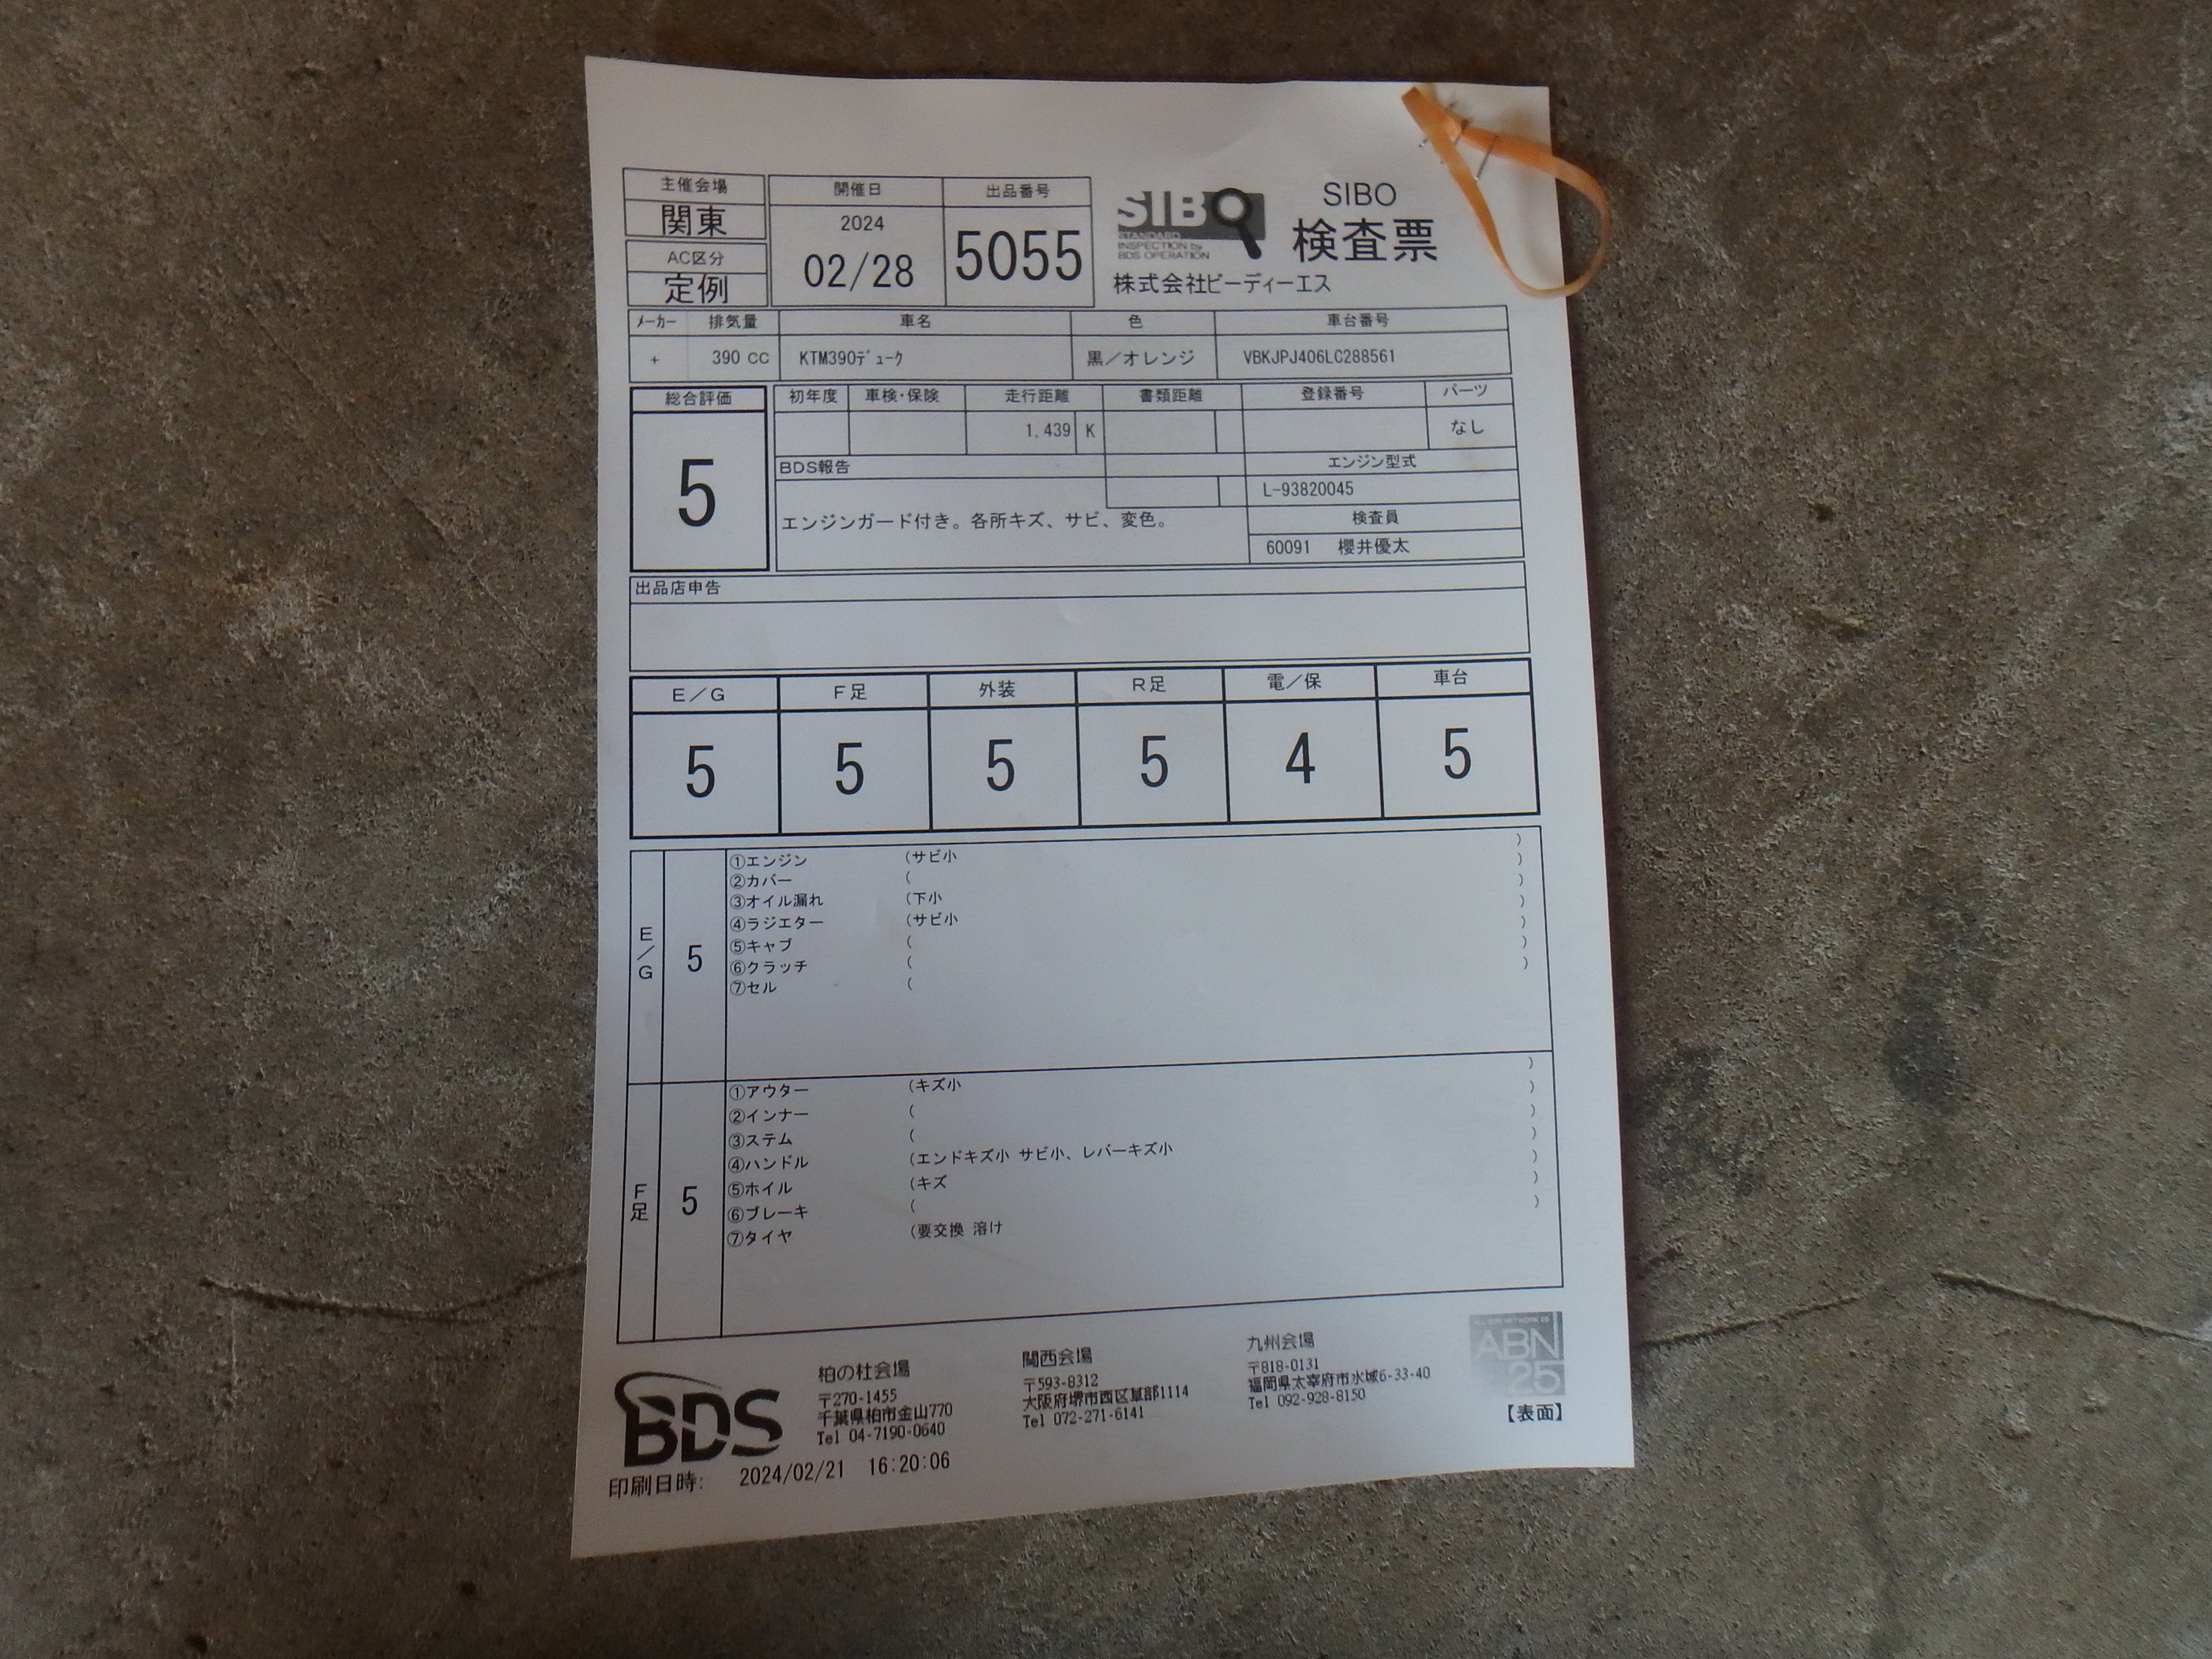 主催会場
関東
AC区分
定例
開催日
2024
02/28
出品番号
5055
SIBO
STANDARD
INSPECTION by
BDS OPERATION
SIBO
検査票
株式会社ビーディーエス
メーカー 排気量 車名 色 車台番号
+ 390 CC KTM390デューク 黒/オレンジ VBKJPJ406LC288561
総合評価
5
初年度 車検・保険 走行距離 書類距離 登録番号 パーツ
1,439 K なし
BDS報告
エンジンガード付き。各所キズ、サビ、変色。
エンジン型式
L-93820045
検査員
60091 櫻井優太
出品店申告
E/G F足 外装 R足 電/保 車台
5 5 5 5 4 5
E/G 5
①エンジン (サビ小 )
②カバー ( )
③オイル漏れ (下小 )
④ラジエター (サビ小 )
⑤キャブ ( )
⑥クラッチ ( )
⑦セル ( )
F足 5
①アウター (キズ小 )
②インナー ( )
③ステム ( )
④ハンドル (エンドキズ小 サビ小、レバーキズ小 )
⑤ホイル (キズ )
⑥ブレーキ ( )
⑦タイヤ (要交換 溶け )
BDS
柏の杜会場
〒270-1455
千葉県柏市金山770
Tel 04-7190-0640
関西会場
〒593-8312
大阪府堺市西区草部1114
Tel 072-271-6141
九州会場
〒818-0131
福岡県太宰府市水城6-33-40
Tel 092-928-8150
ABN
25
【表面】
印刷日時: 2024/02/21 16:20:06